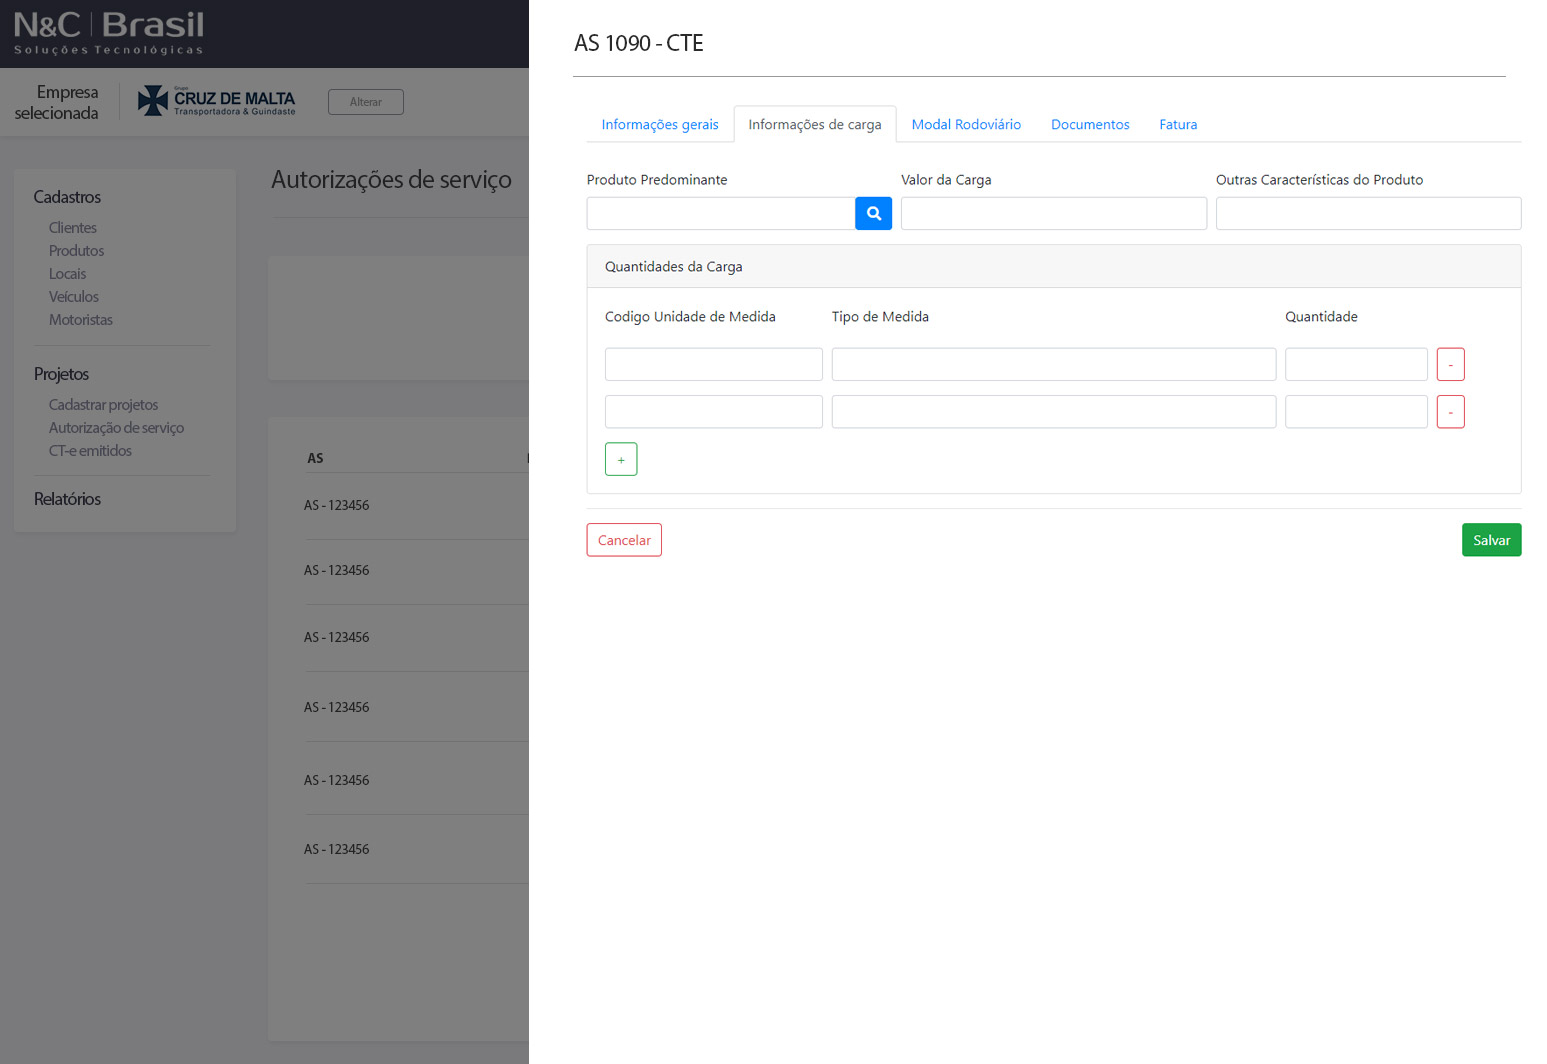 N&C | Brasil
Soluções Tecnológicas
Empresa
selecionada
Grupo
CRUZ DE MALTA
Transportadora & Guindaste
Alterar
Cadastros
Clientes
Produtos
Locais
Veículos
Motoristas
Projetos
Cadastrar projetos
Autorização de serviço
CT-e emitidos
Relatórios
Autorizações de serviço
AS
AS - 123456
AS - 123456
AS - 123456
AS - 123456
AS - 123456
AS - 123456
AS 1090 - CTE
Informações gerais
Informações de carga
Modal Rodoviário
Documentos
Fatura
Produto Predominante
Valor da Carga
Outras Características do Produto
Quantidades da Carga
Codigo Unidade de Medida
Tipo de Medida
Quantidade
-
-
+
Cancelar
Salvar